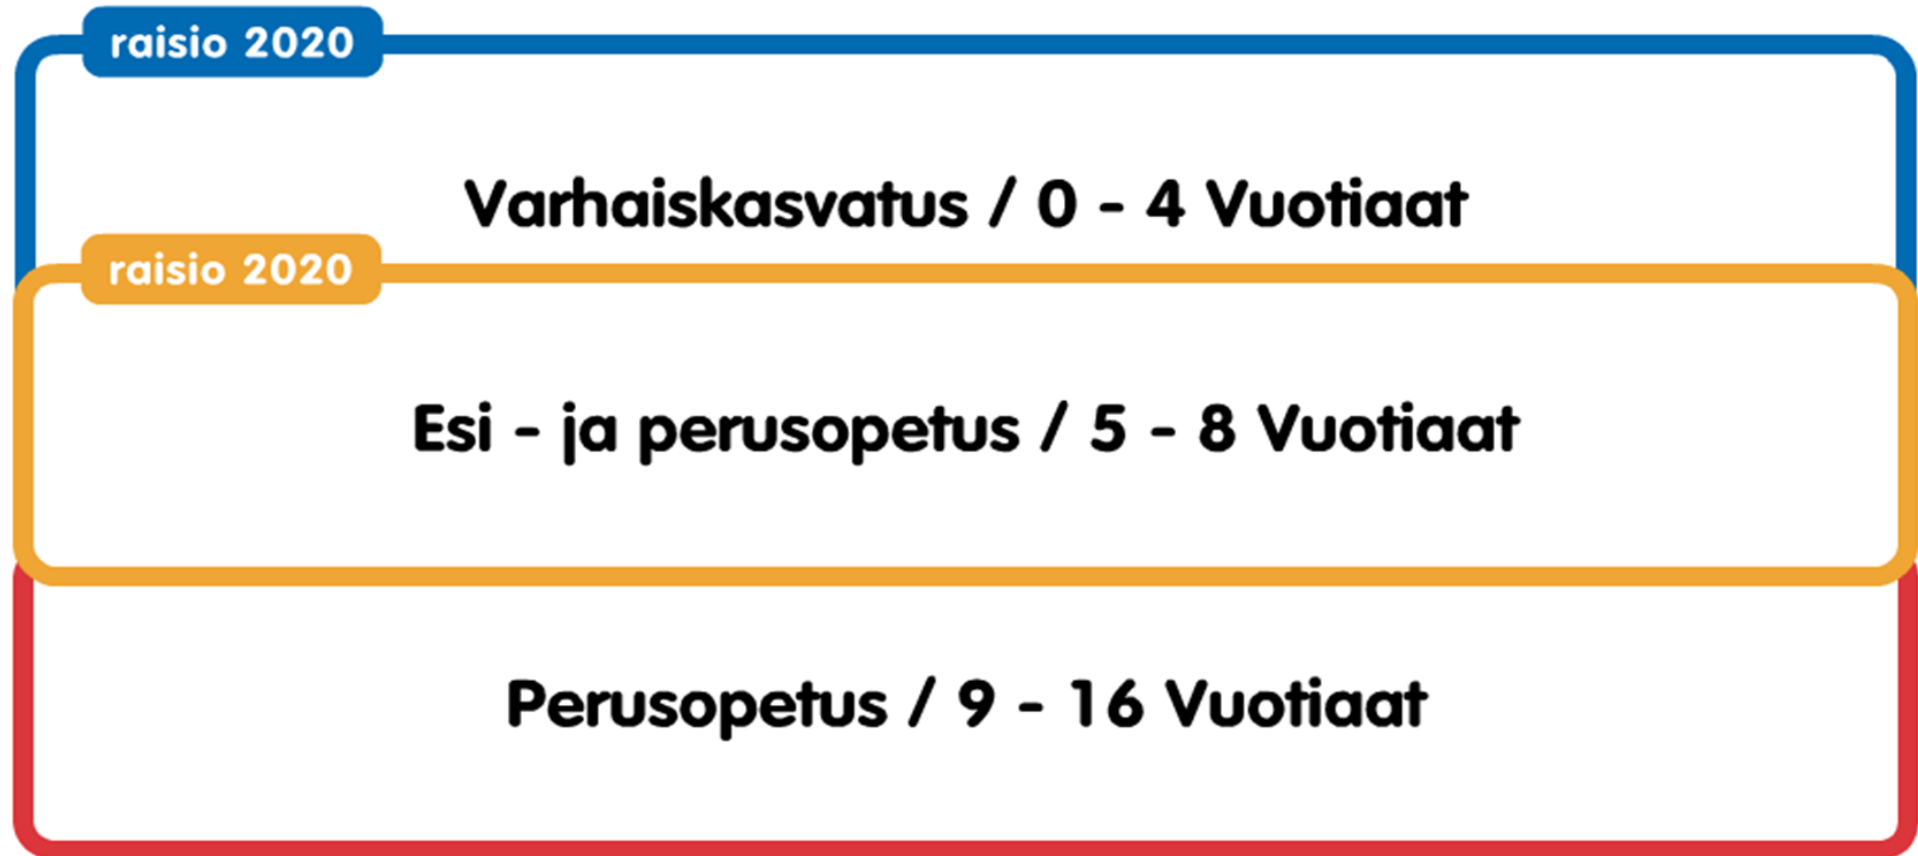 raisio 2020
Varhaiskasvatus / 0 - 4 Vuotiaat
raisio 2020
Esi - ja perusopetus / 5 - 8 Vuotiaat
Perusopetus / 9 - 16 Vuotiaat